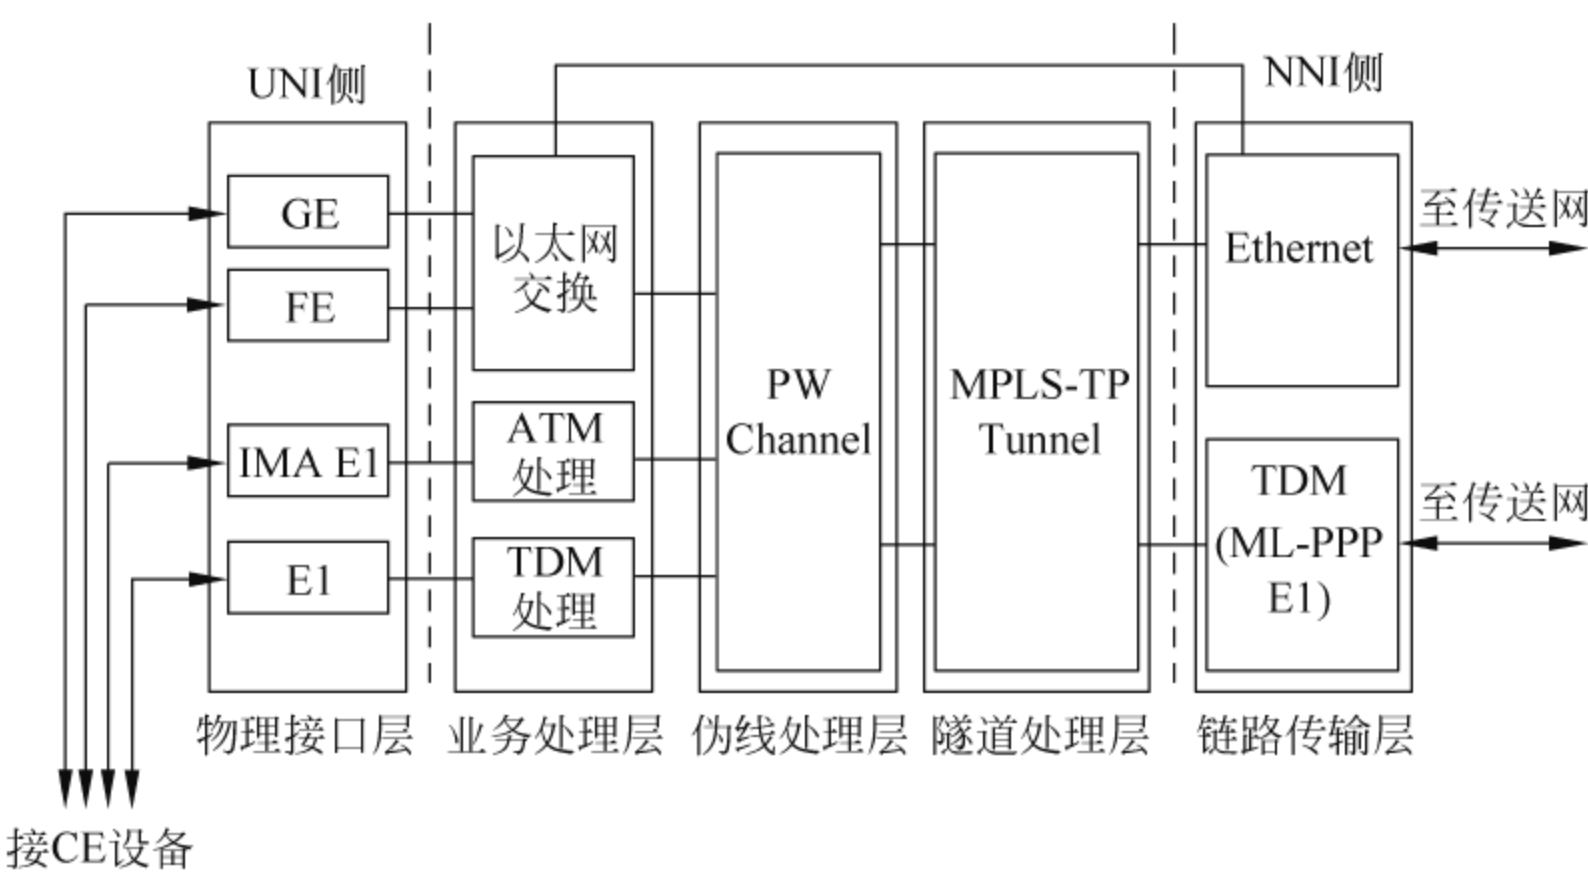 UNI侧
NNI侧
GE
FE
IMA E1
E1
以太网
交换
ATM
处理
TDM
处理
PW
Channel
MPLS-TP
Tunnel
Ethernet
TDM
(ML-PPP
E1)
至传送网
至传送网
物理接口层
业务处理层
伪线处理层
隧道处理层
链路传输层
接CE设备